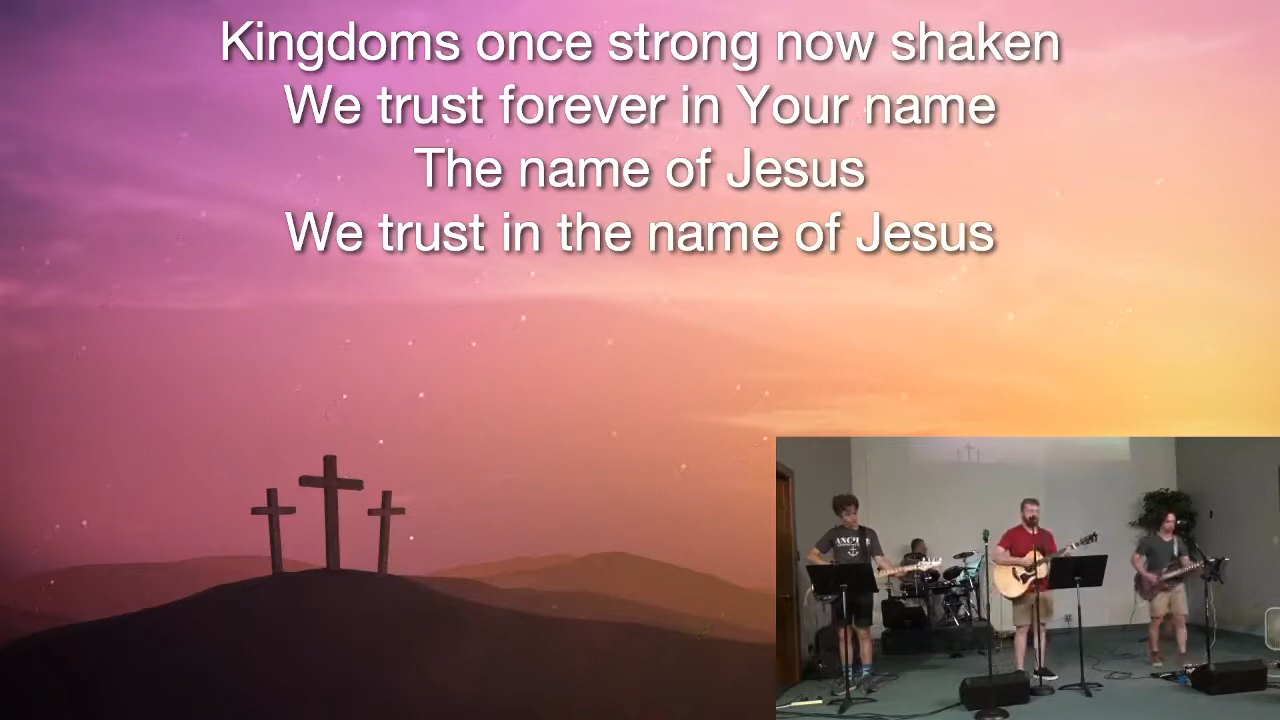 Kingdoms once strong now shaken
We trust forever in Your name
The name of Jesus
We trust in the name of Jesus